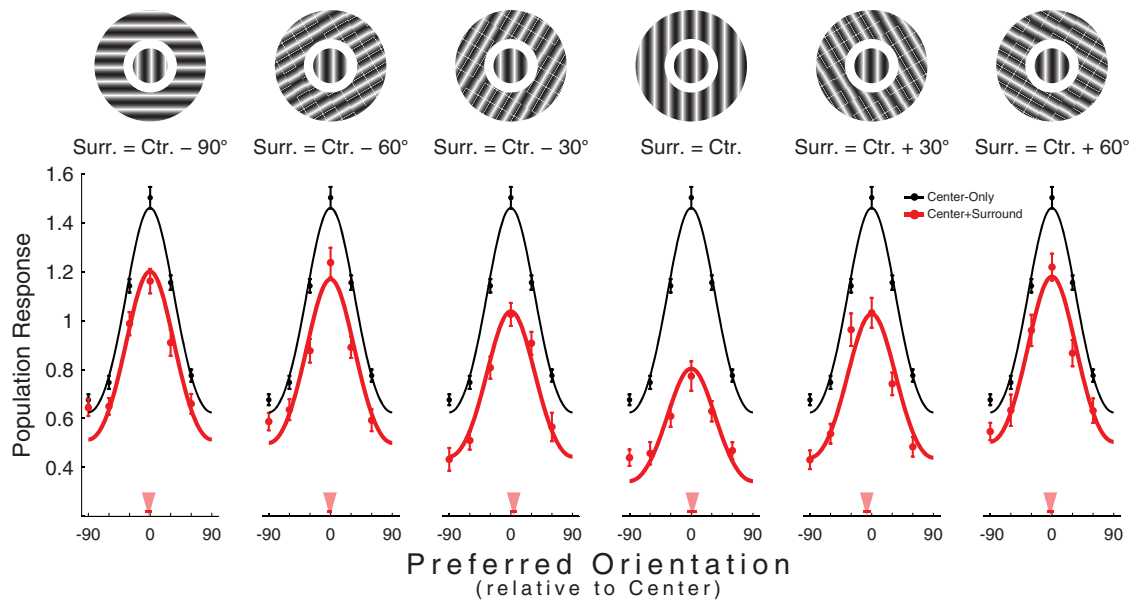 Surr. = Ctr. − 90°
Surr. = Ctr. − 60°
Surr. = Ctr. − 30°
Surr. = Ctr.
Surr. = Ctr. + 30°
Surr. = Ctr. + 60°
Population Response
1.6
1.4
1.2
1
0.8
0.6
0.4
Center-Only
Center+Surround
-90 0 90
-90 0 90
-90 0 90
-90 0 90
-90 0 90
-90 0 90
Preferred Orientation
(relative to Center)